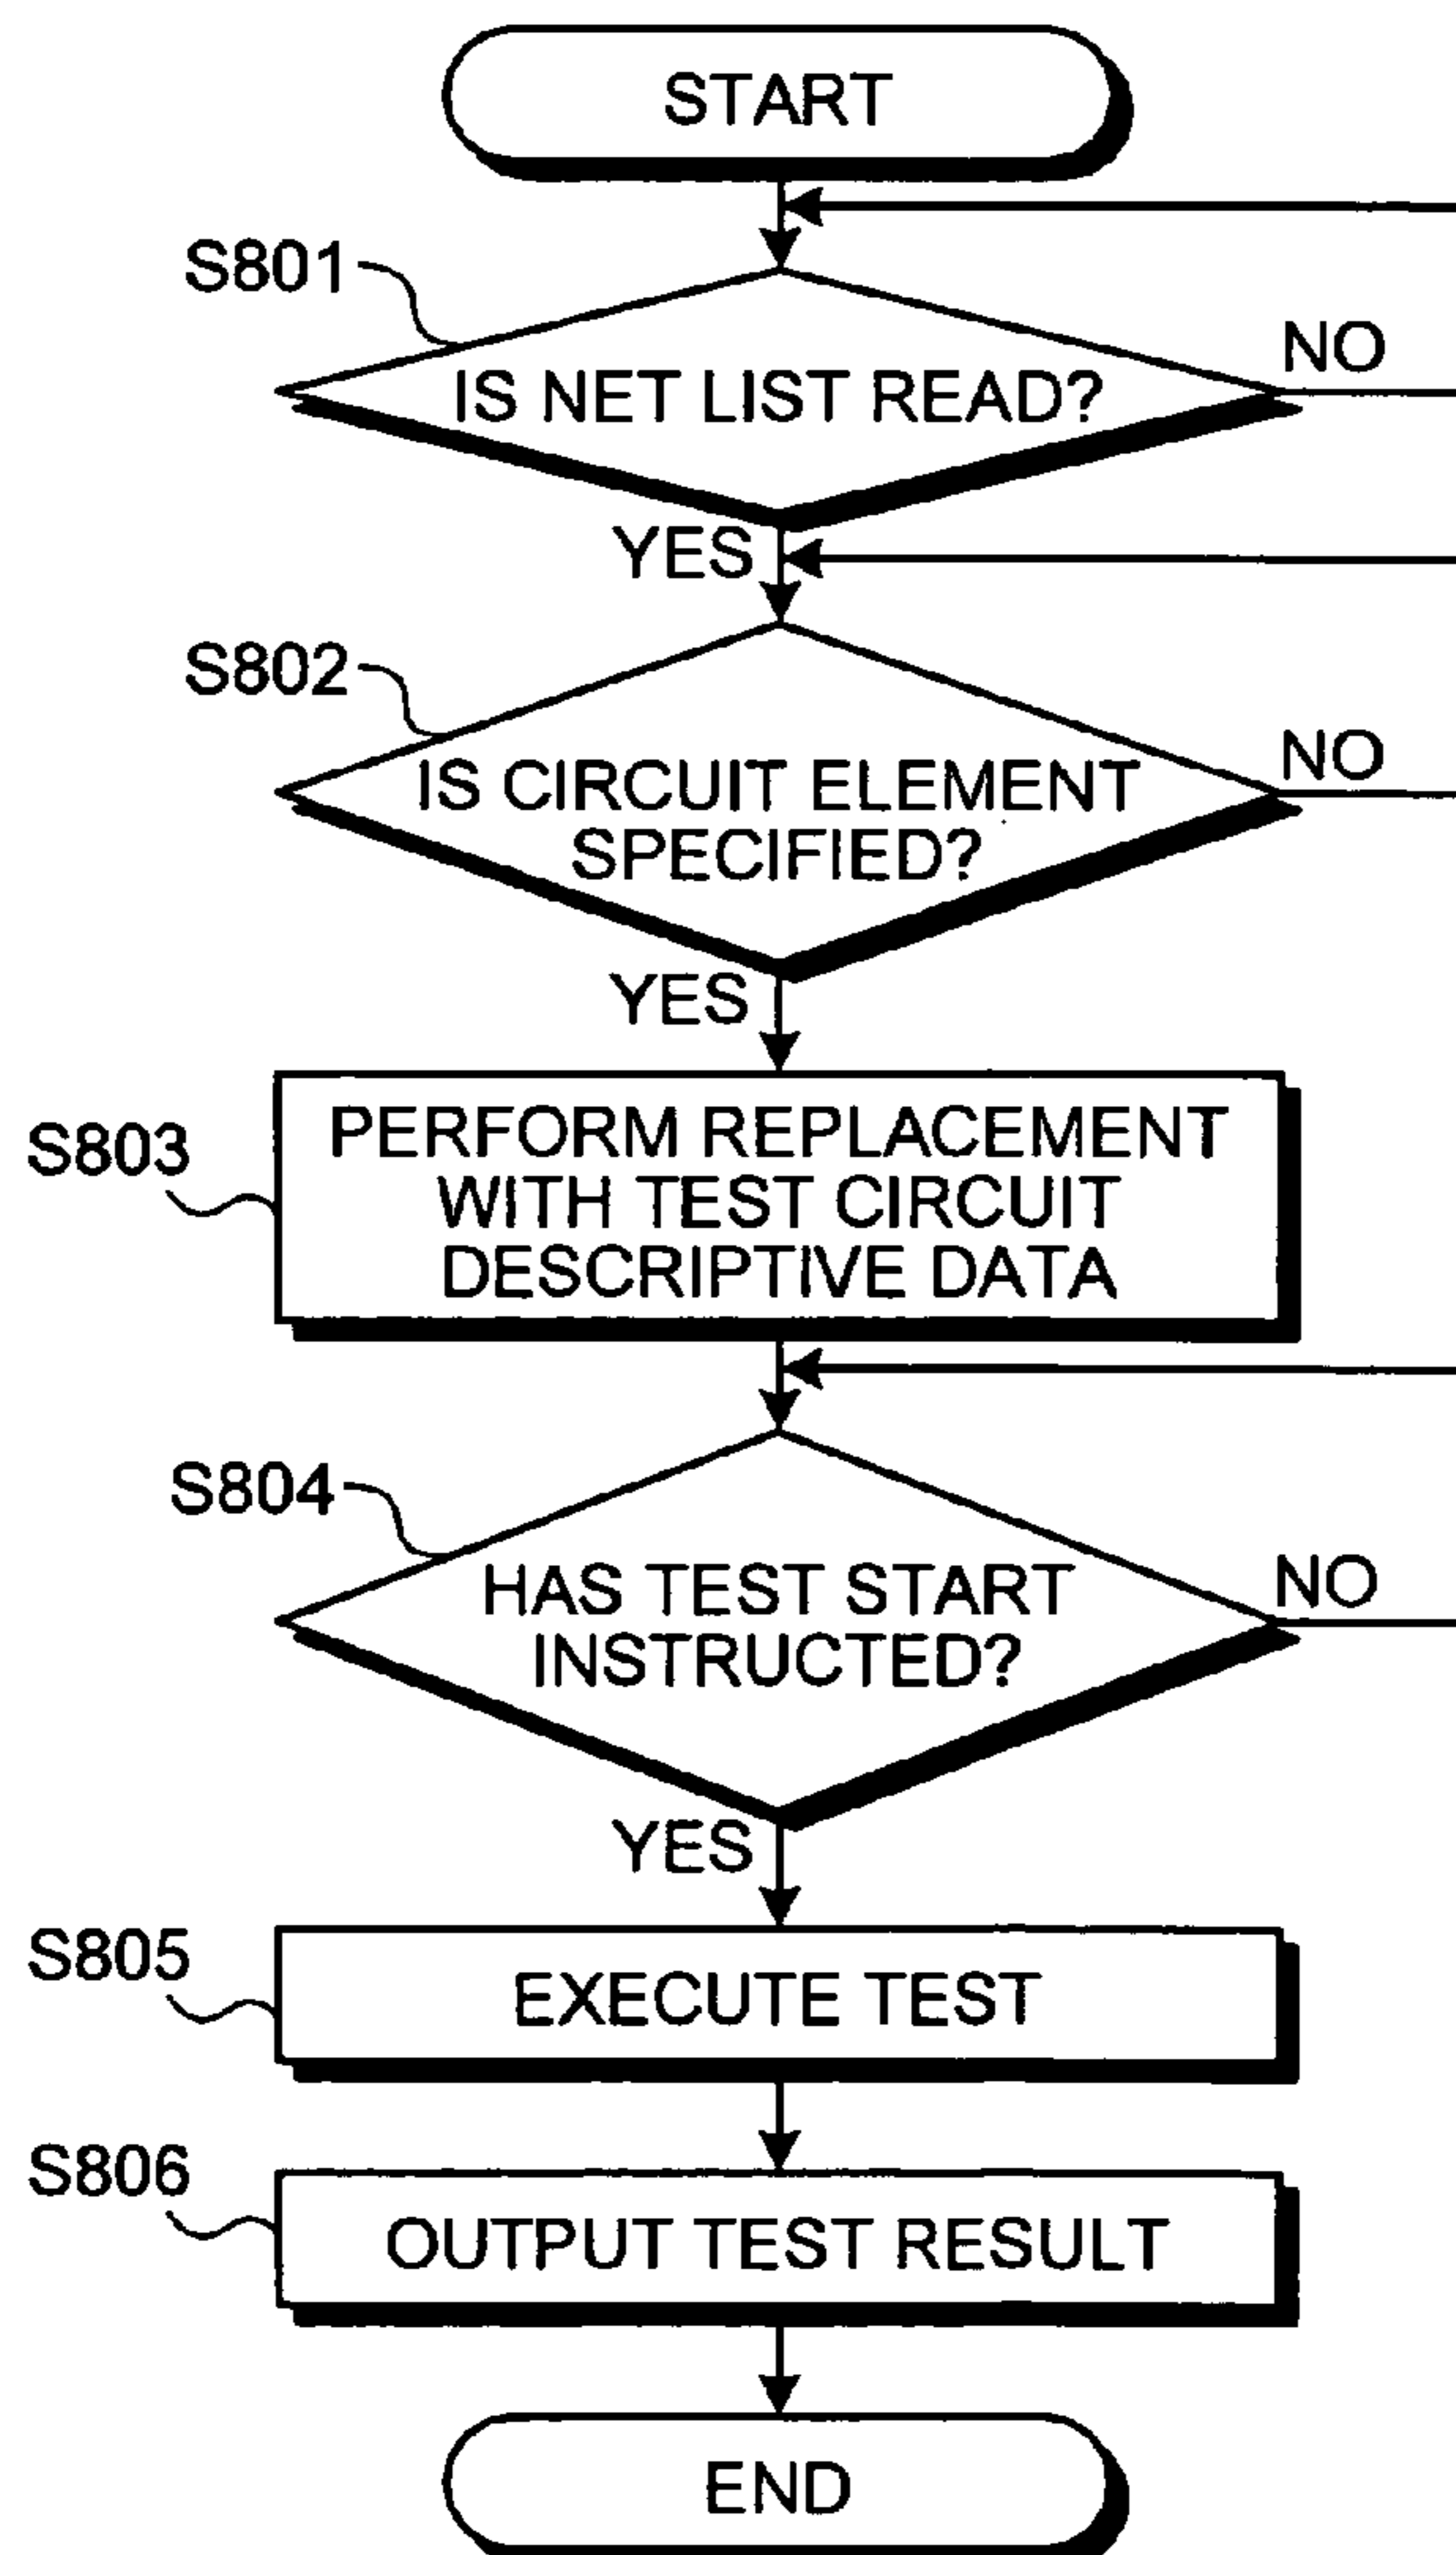 START
S801
IS NET LIST READ?
NO
YES
S802
IS CIRCUIT ELEMENT
SPECIFIED?
NO
YES
S803
PERFORM REPLACEMENT
WITH TEST CIRCUIT
DESCRIPTIVE DATA
S804
HAS TEST START
INSTRUCTED?
NO
YES
S805
EXECUTE TEST
S806
OUTPUT TEST RESULT
END